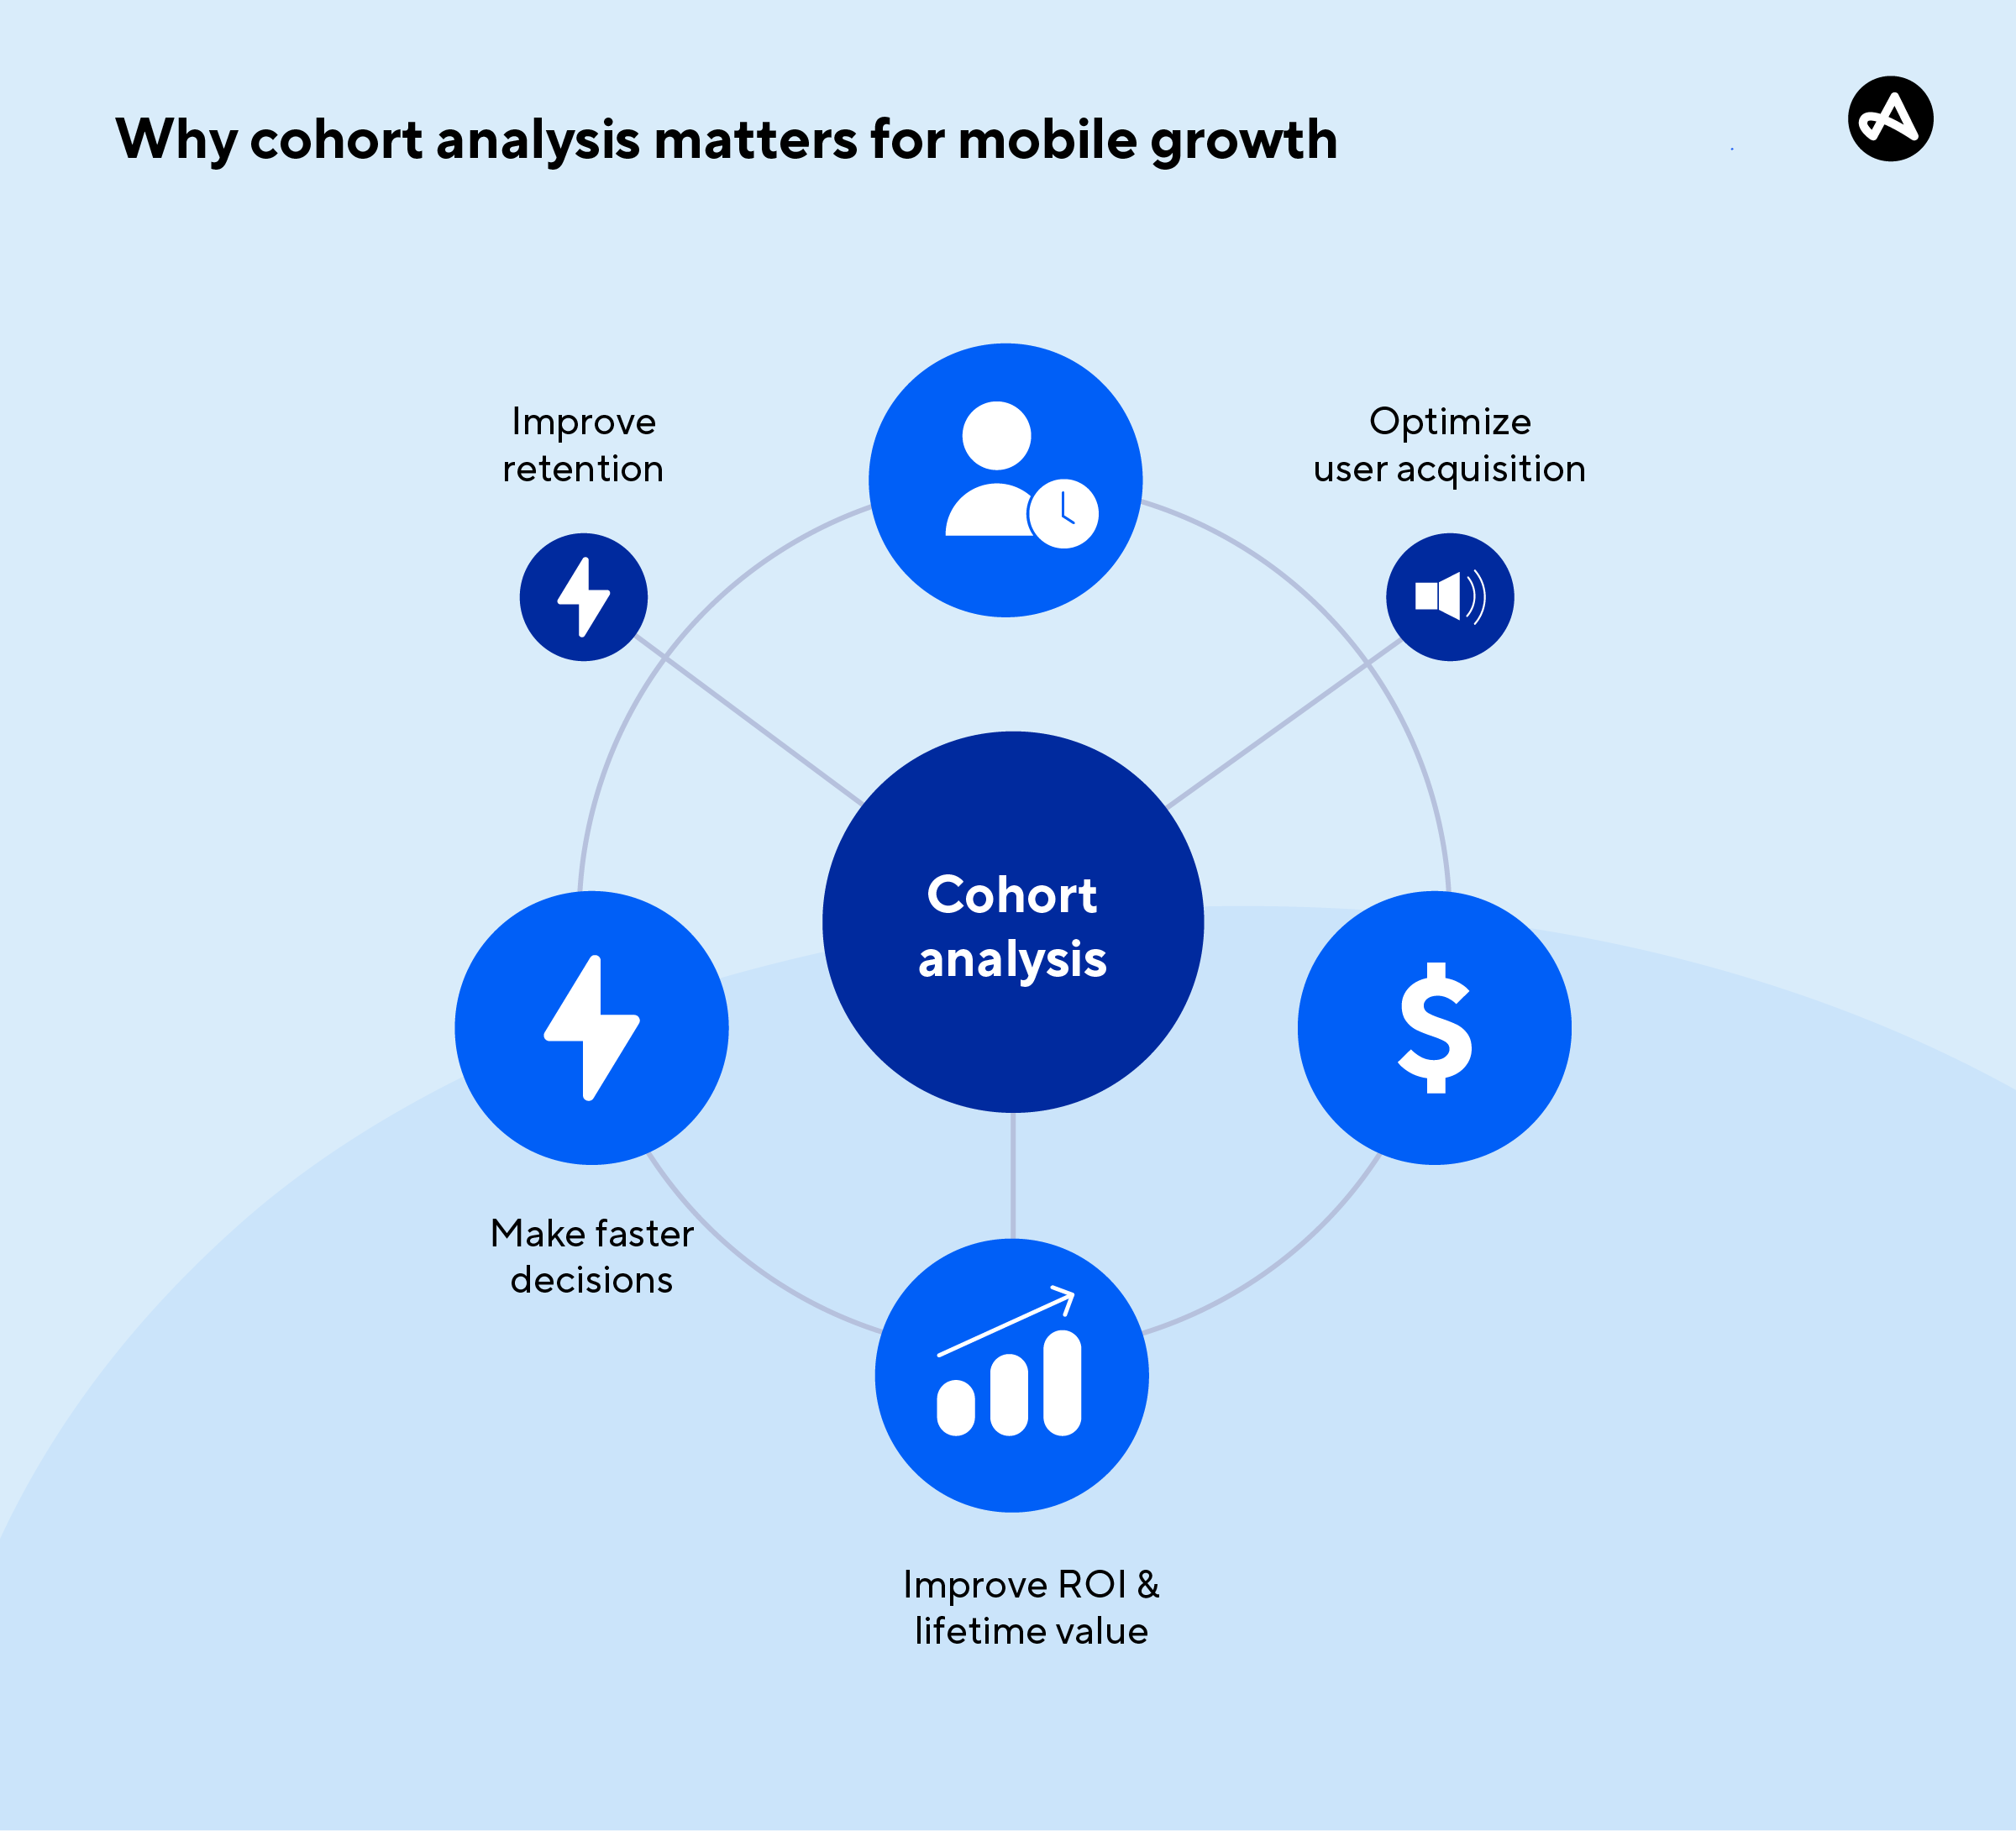 Why cohort analysis matters for mobile growth
Improve
retention
Optimize
user acquisition
Cohort
analysis
$
Make faster
decisions
Improve ROI &
lifetime value